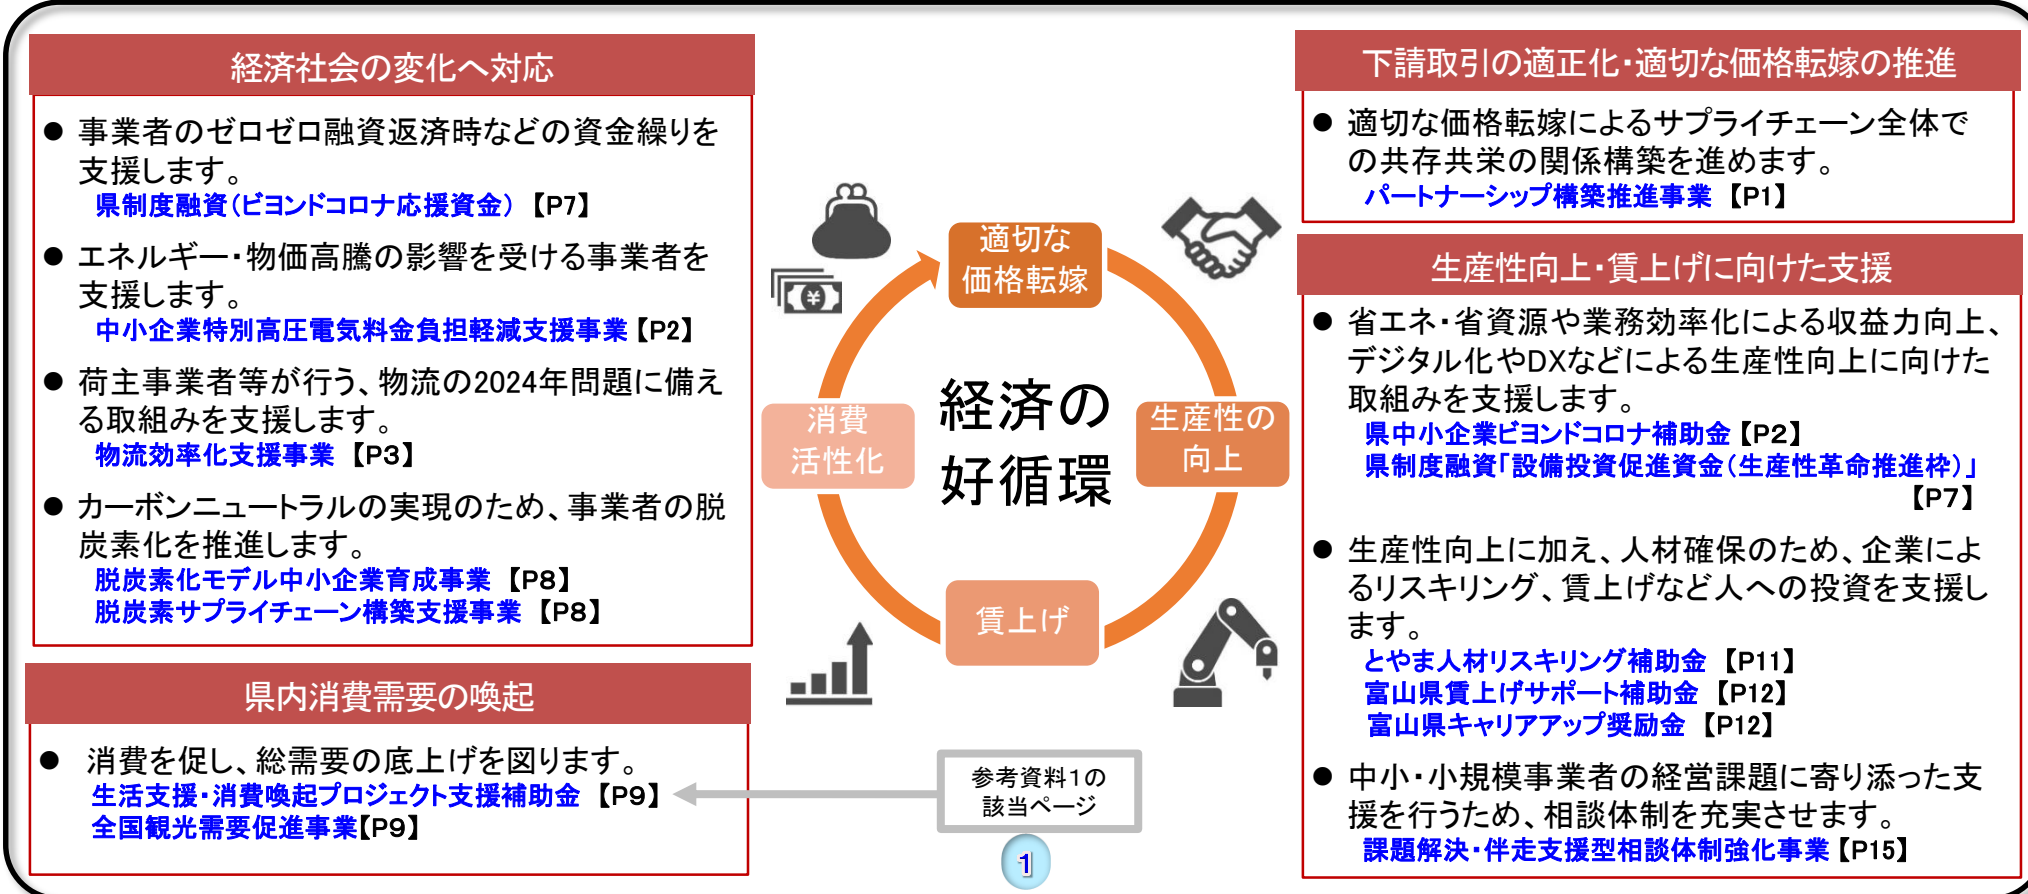 経済社会の変化へ対応
● 事業者のゼロゼロ融資返済時などの資金繰りを
支援します。
県制度融資(ビヨンドコロナ応援資金)【P7】
● エネルギー・物価高騰の影響を受ける事業者を
支援します。
中小企業特別高圧電気料金負担軽減支援事業【P2】
● 荷主事業者等が行う、物流の2024年問題に備え
る取組みを支援します。
物流効率化支援事業 【P3】
● カーボンニュートラルの実現のため、事業者の脱
炭素化を推進します。
脱炭素化モデル中小企業育成事業 【P8】
脱炭素サプライチェーン構築支援事業 【P8】
県内消費需要の喚起
● 消費を促し、総需要の底上げを図ります。
生活支援・消費喚起プロジェクト支援補助金 【P9】
全国観光需要促進事業【P9】
適切な
価格転嫁
経済の
好循環
消費
活性化
生産性の
向上
賃上げ
参考資料1の
該当ページ
1
下請取引の適正化・適切な価格転嫁の推進
● 適切な価格転嫁によるサプライチェーン全体で
の共存共栄の関係構築を進めます。
パートナーシップ構築推進事業 【P1】
生産性向上・賃上げに向けた支援
● 省エネ・省資源や業務効率化による収益力向上、
デジタル化やDXなどによる生産性向上に向けた
取組みを支援します。
県中小企業ビヨンドコロナ補助金【P2】
県制度融資「設備投資促進資金(生産性革命推進枠)」
【P7】
● 生産性向上に加え、人材確保のため、企業によ
るリスキリング、賃上げなど人への投資を支援し
ます。
とやま人材リスキリング補助金 【P11】
富山県賃上げサポート補助金 【P12】
富山県キャリアアップ奨励金 【P12】
● 中小・小規模事業者の経営課題に寄り添った支
援を行うため、相談体制を充実させます。
課題解決・伴走支援型相談体制強化事業【P15】